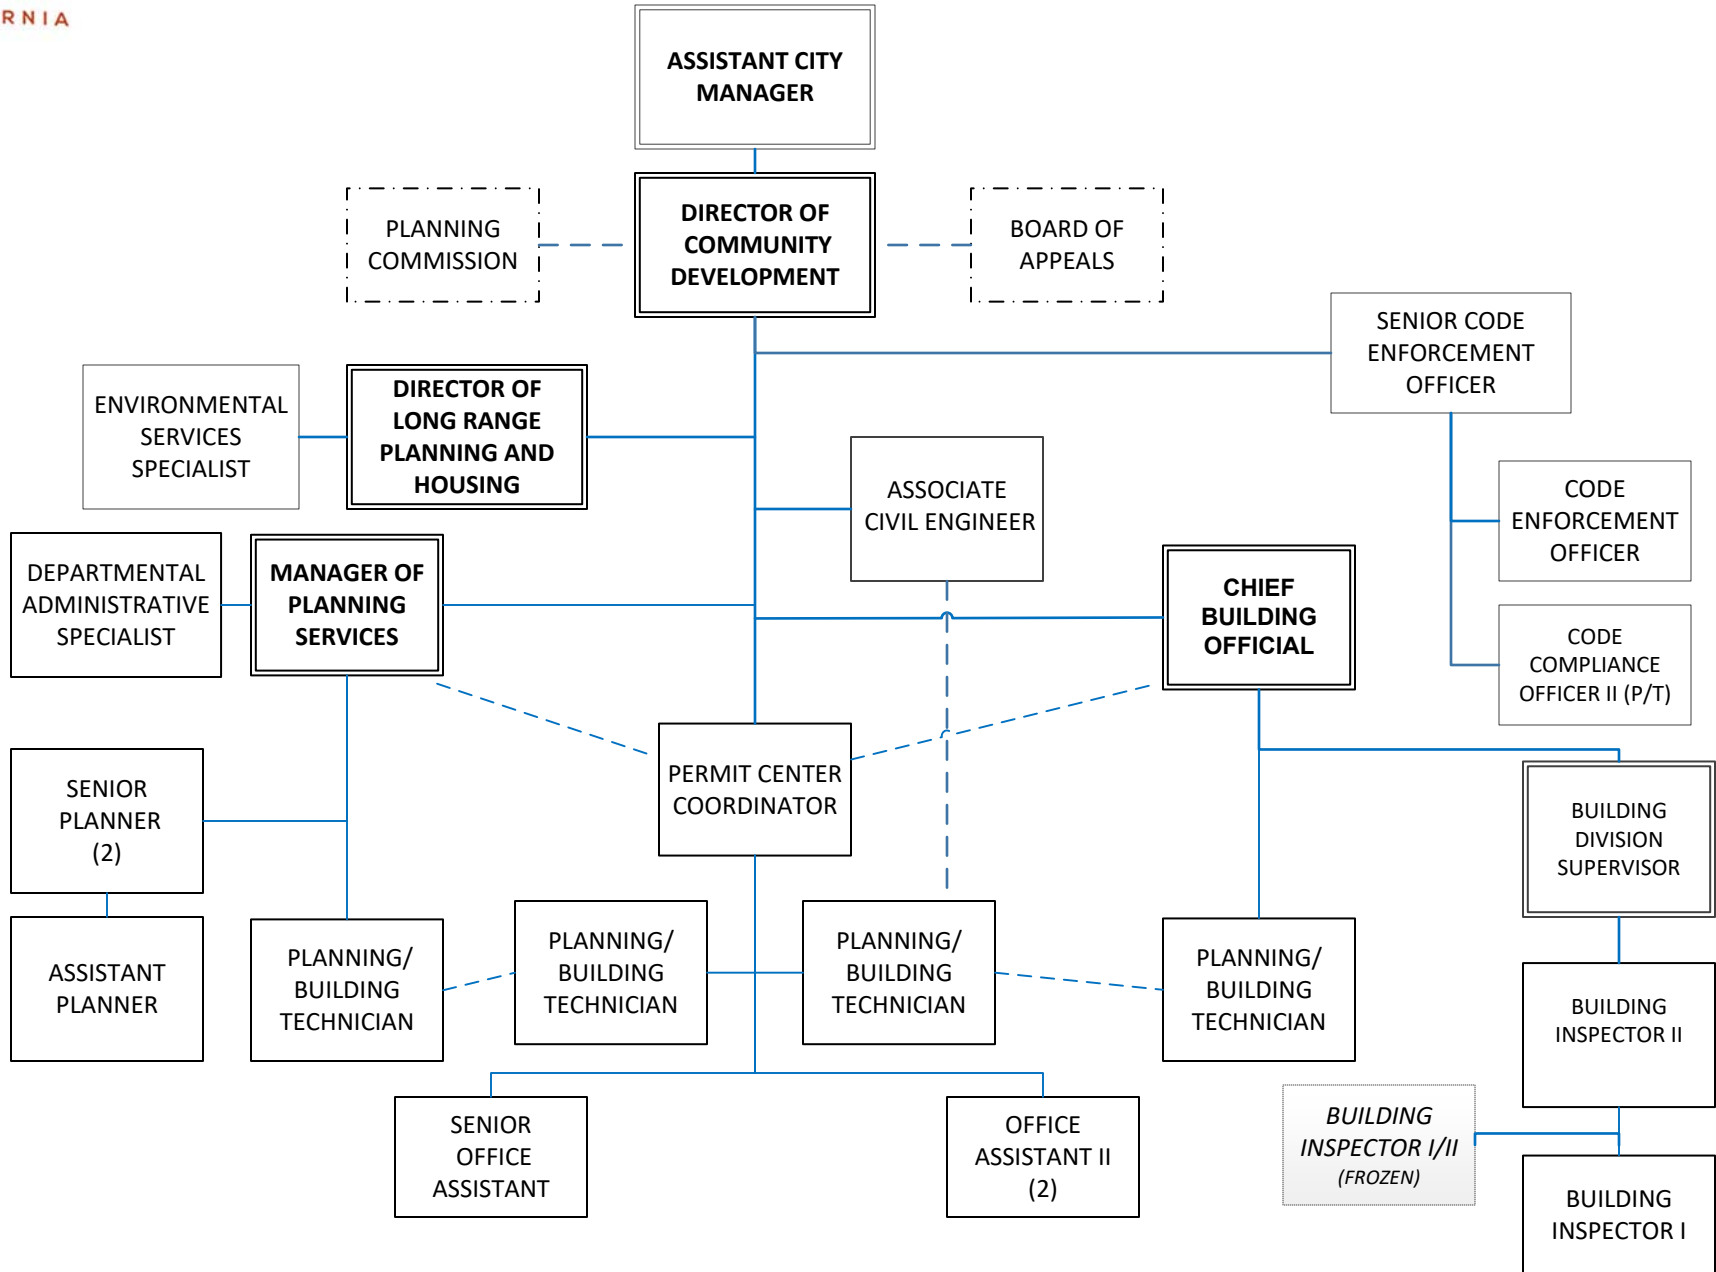 RNIA
ASSISTANT CITY
MANAGER
PLANNING
COMMISSION
DIRECTOR OF
COMMUNITY
DEVELOPMENT
BOARD OF
APPEALS
SENIOR CODE
ENFORCEMENT
OFFICER
ENVIRONMENTAL
SERVICES
SPECIALIST
DIRECTOR OF
LONG RANGE
PLANNING AND
HOUSING
ASSOCIATE
CIVIL ENGINEER
CODE
ENFORCEMENT
OFFICER
DEPARTMENTAL
ADMINISTRATIVE
SPECIALIST
MANAGER OF
PLANNING
SERVICES
CHIEF
BUILDING
OFFICIAL
CODE
COMPLIANCE
OFFICER II (P/T)
SENIOR
PLANNER
(2)
PERMIT CENTER
COORDINATOR
BUILDING
DIVISION
SUPERVISOR
ASSISTANT
PLANNER
PLANNING/
BUILDING
TECHNICIAN
PLANNING/
BUILDING
TECHNICIAN
PLANNING/
BUILDING
TECHNICIAN
PLANNING/
BUILDING
TECHNICIAN
BUILDING
INSPECTOR II
SENIOR
OFFICE
ASSISTANT
OFFICE
ASSISTANT II
(2)
BUILDING
INSPECTOR I/II
(FROZEN)
BUILDING
INSPECTOR I